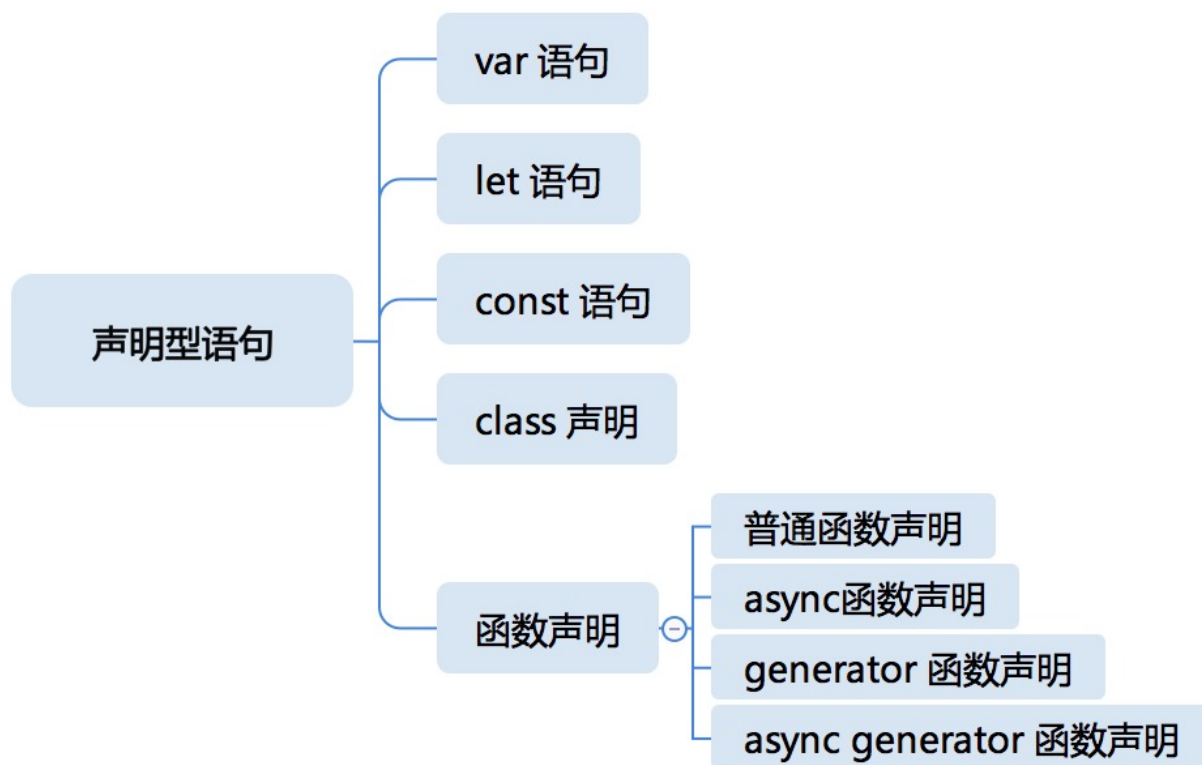 var 语句
let 语句
const 语句
声明型语句
class 声明
函数声明
普通函数声明
async函数声明
generator 函数声明
async generator 函数声明